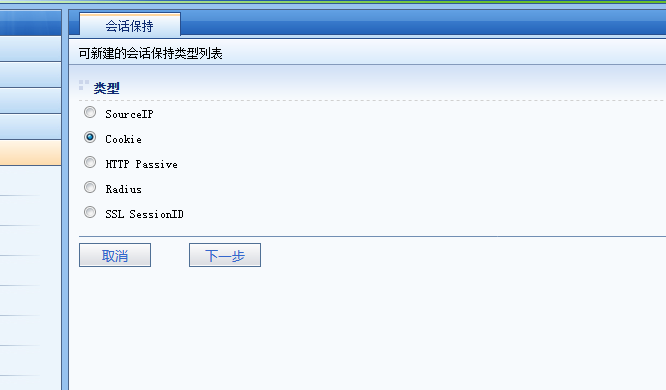 会话保持
可新建的会话保持类型列表
类型
SourceIP
Cookie
HTTP Passive
Radius
SSL SessionID
取消
下一步